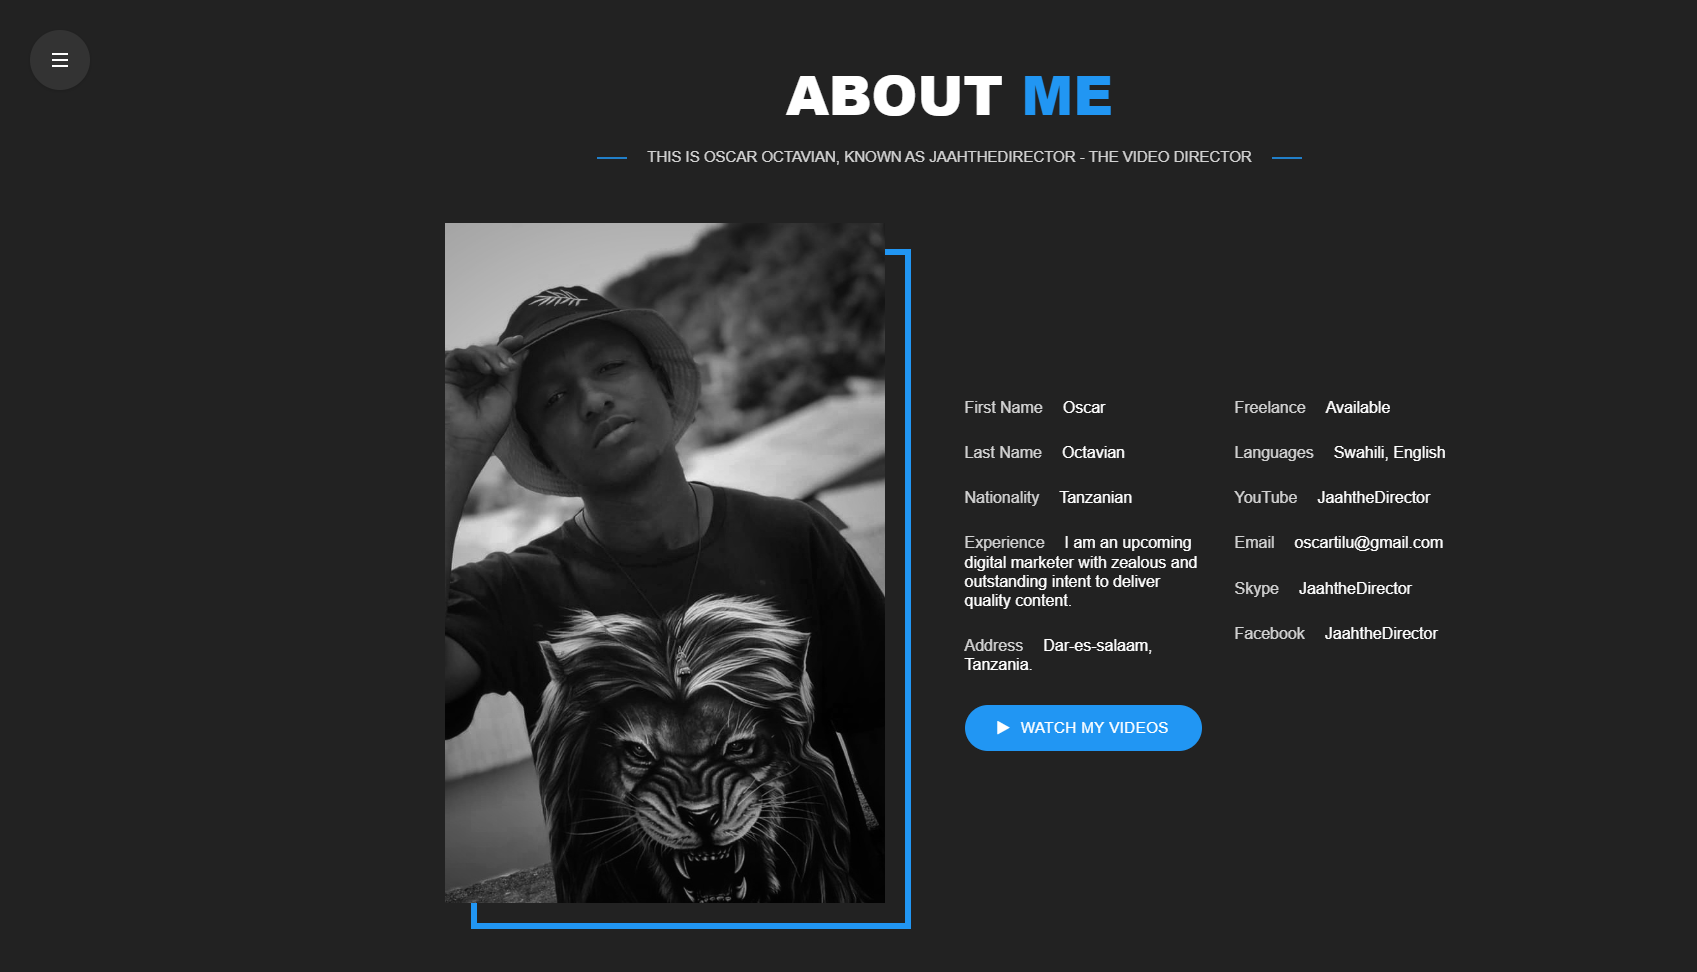 ABOUT ME
THIS IS OSCAR OCTAVIAN, KNOWN AS JAAHTHEDIRECTOR - THE VIDEO DIRECTOR
First Name Oscar
Last Name Octavian
Nationality Tanzanian
Experience I am an upcoming
digital marketer with zealous and
outstanding intent to deliver
quality content.
Address Dar-es-salaam,
Tanzania.
Freelance Available
Languages Swahili, English
YouTube JaahtheDirector
Email oscartilu@gmail.com
Skype JaahtheDirector
Facebook JaahtheDirector
WATCH MY VIDEOS